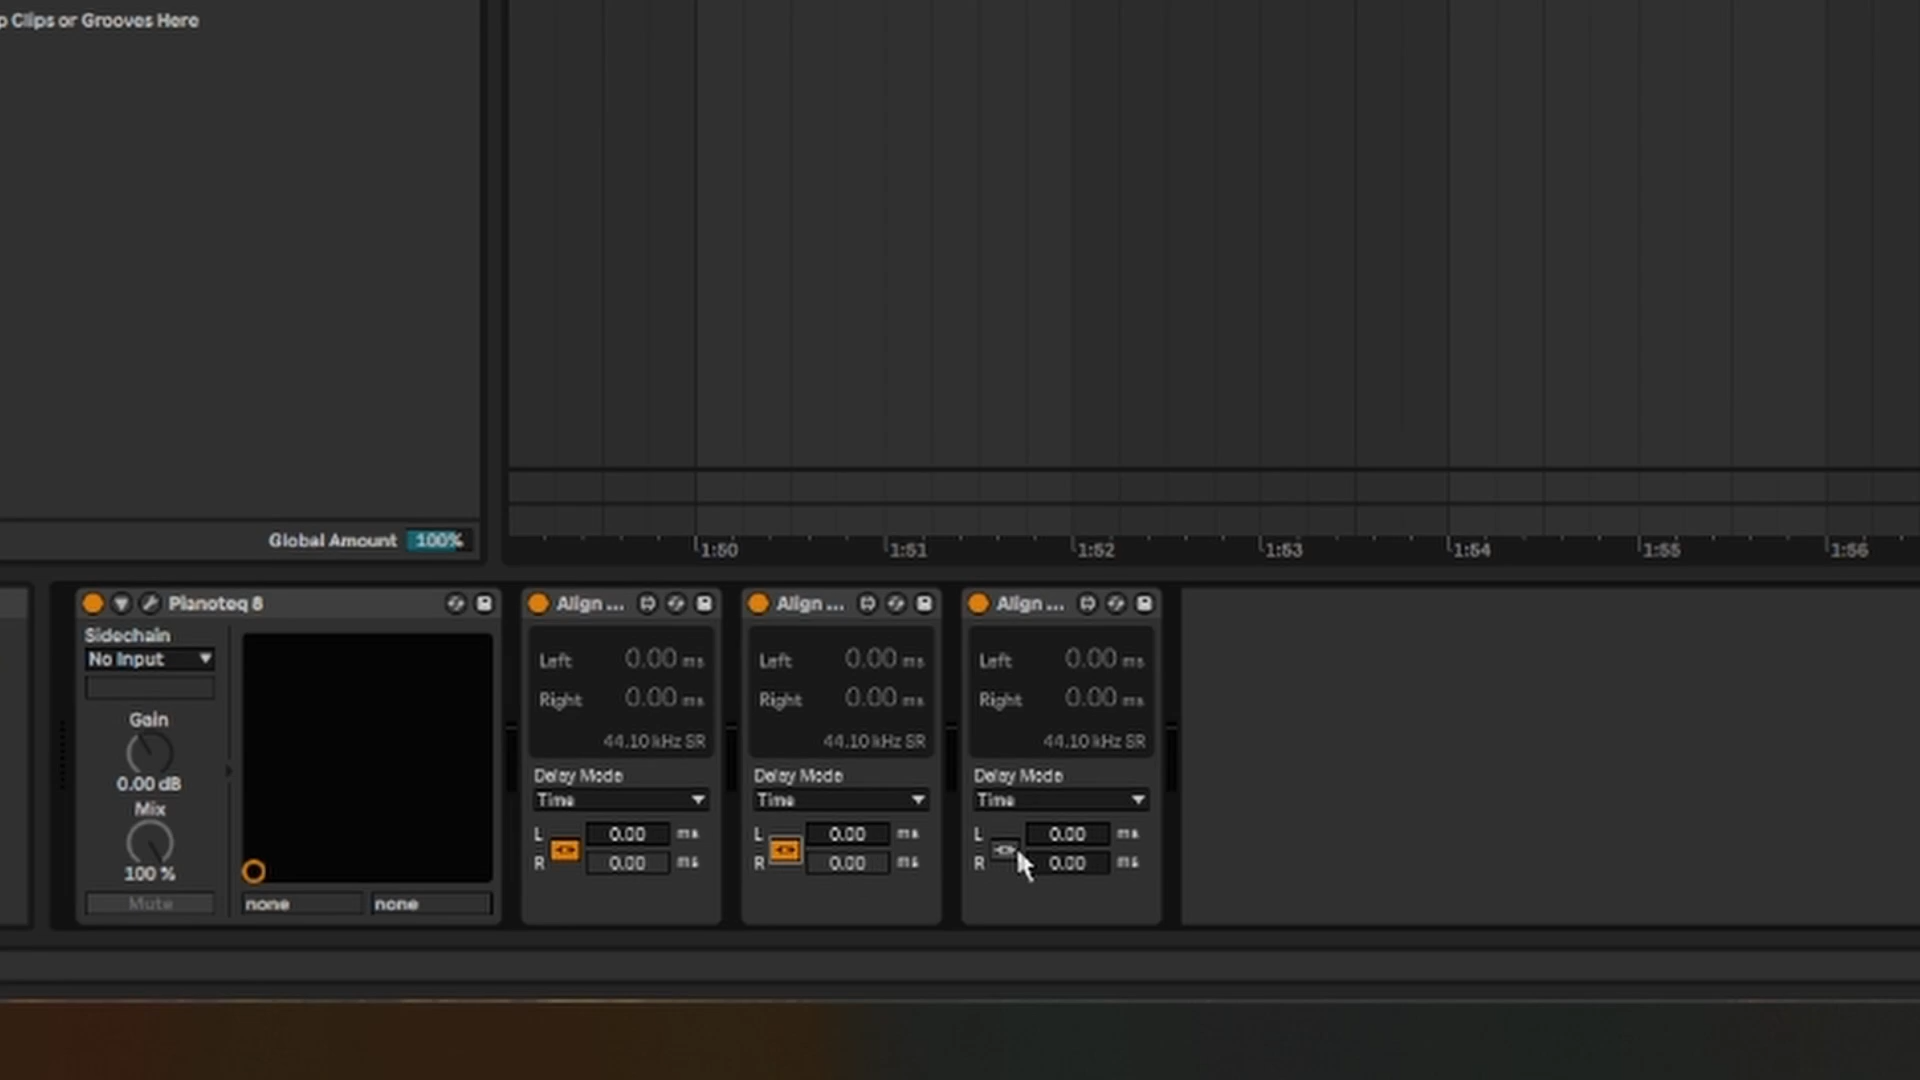 p Clips or Grooves Here
Global Amount 100%
1:50 1:51 1:52 1:53 1:54 1:55 1:56
Pianoteq 8
Sidechain
No Input
Gain
0.00 dB
Mix
100 %
Mute
none none
Align ...
Left 0.00 ms
Right 0.00 ms
44.10 kHz SR
Delay Mode
Time
L 0.00 ms
R 0.00 ms
Align ...
Left 0.00 ms
Right 0.00 ms
44.10 kHz SR
Delay Mode
Time
L 0.00 ms
R 0.00 ms
Align ...
Left 0.00 ms
Right 0.00 ms
44.10 kHz SR
Delay Mode
Time
L 0.00 ms
R 0.00 ms